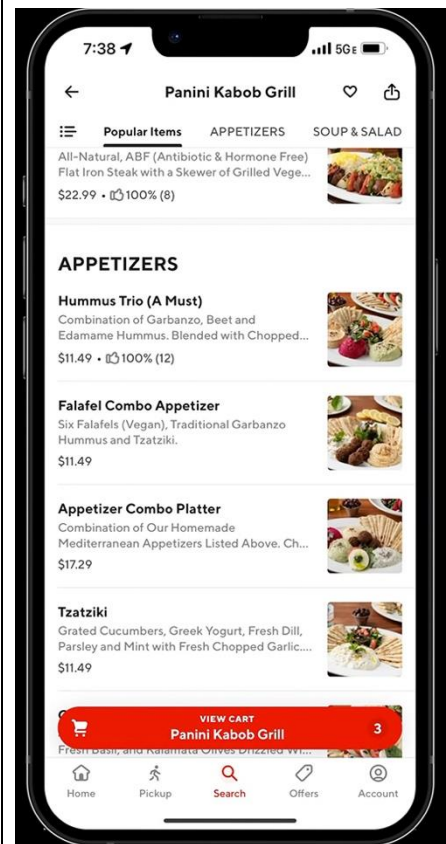 7:38
5GE
Panini Kabob Grill
Popular Items APPETIZERS SOUP & SALAD
All-Natural, ABF (Antibiotic & Hormone Free)
Flat Iron Steak with a Skewer of Grilled Vege...
$22.99 • 100% (8)
APPETIZERS
Hummus Trio (A Must)
Combination of Garbanzo, Beet and
Edamame Hummus. Blended with Chopped...
$11.49 • 100% (12)
Falafel Combo Appetizer
Six Falafels (Vegan), Traditional Garbanzo
Hummus and Tzatziki.
$11.49
Appetizer Combo Platter
Combination of Our Homemade
Mediterranean Appetizers Listed Above. Ch...
$17.29
Tzatziki
Grated Cucumbers, Greek Yogurt, Fresh Dill,
Parsley and Mint with Fresh Chopped Garlic....
$11.49
VIEW CART
Panini Kabob Grill 3
Fresh Basil, and Kalamata Olives Drizzled Wi...
Home Pickup Search Offers Account